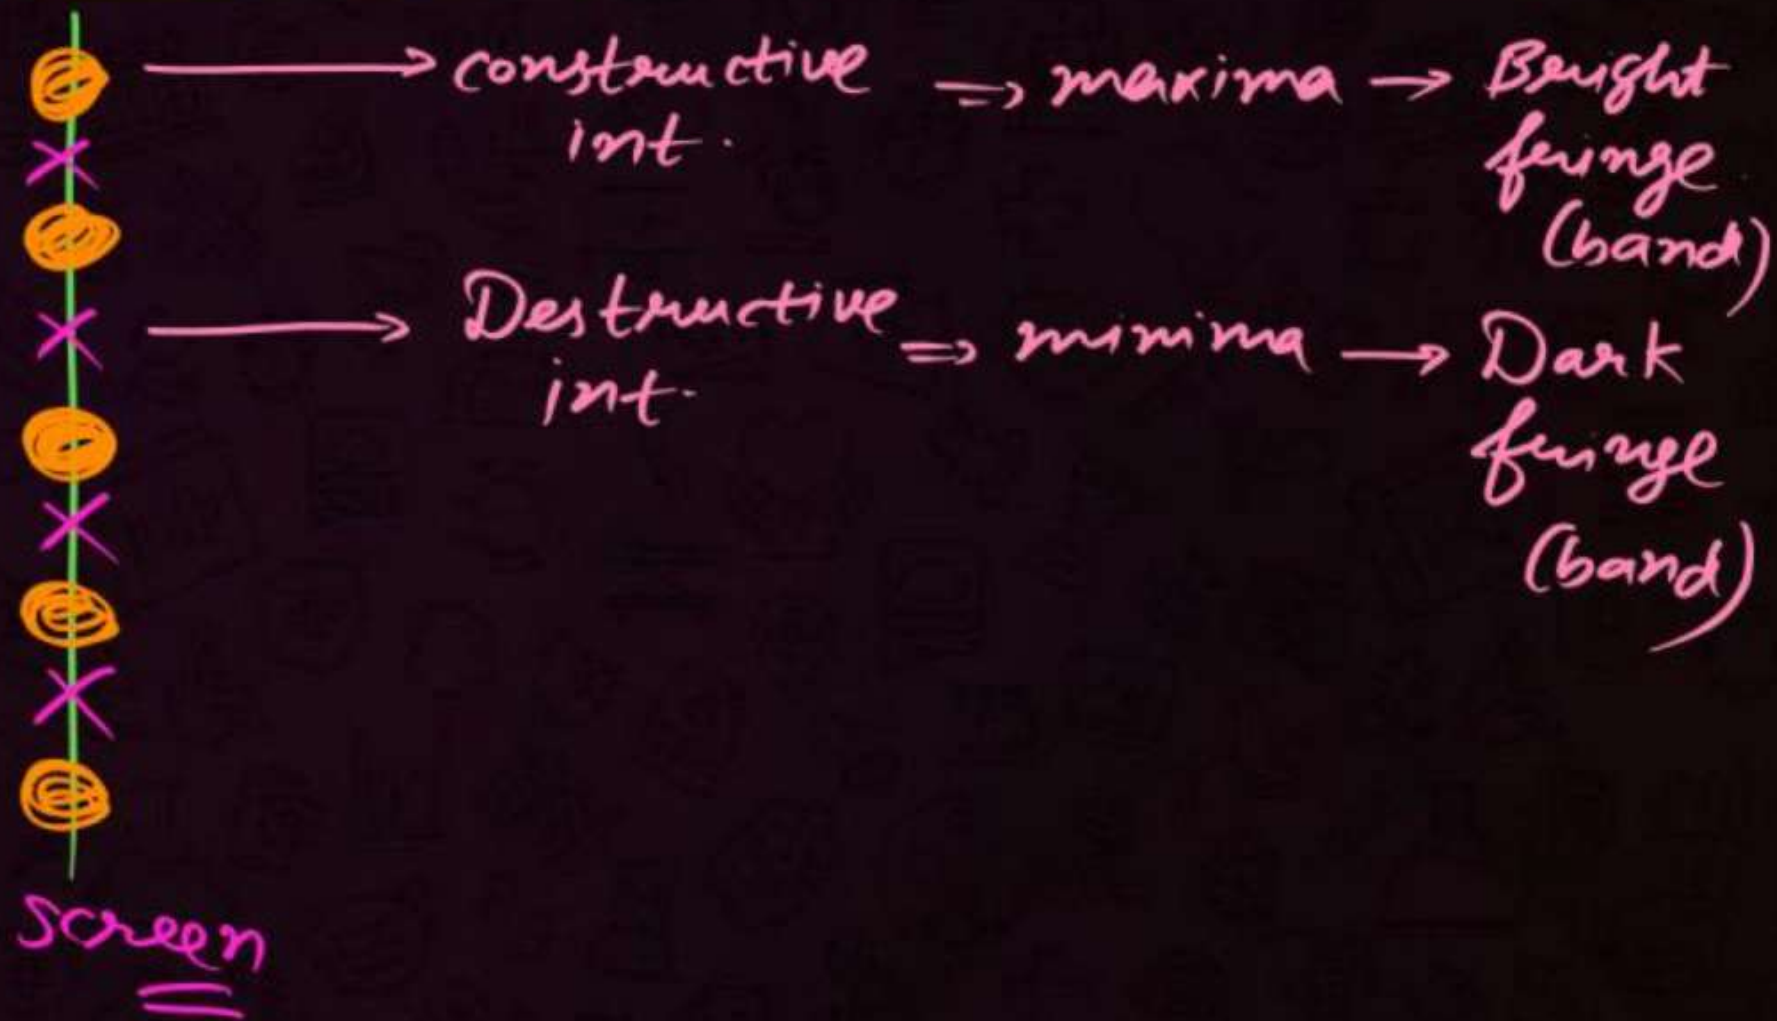 constructive int. ⇒ maxima → Bright fringe (band)
Destructive int. ⇒ minima → Dark fringe (band)
screen